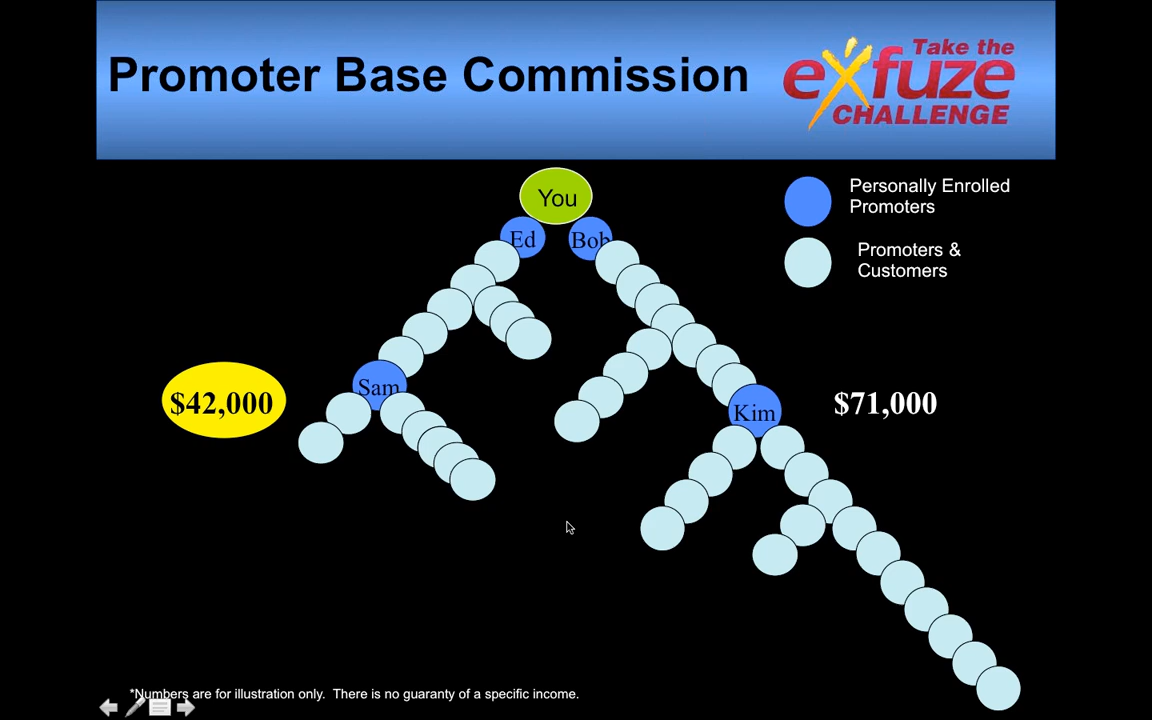 Promoter Base Commission
Take the
eXfuze
CHALLENGE
You
Personally Enrolled
Promoters
Ed
Bob
Promoters &
Customers
Sam
$42,000
Kim
$71,000
*Numbers are for illustration only.  There is no guaranty of a specific income.